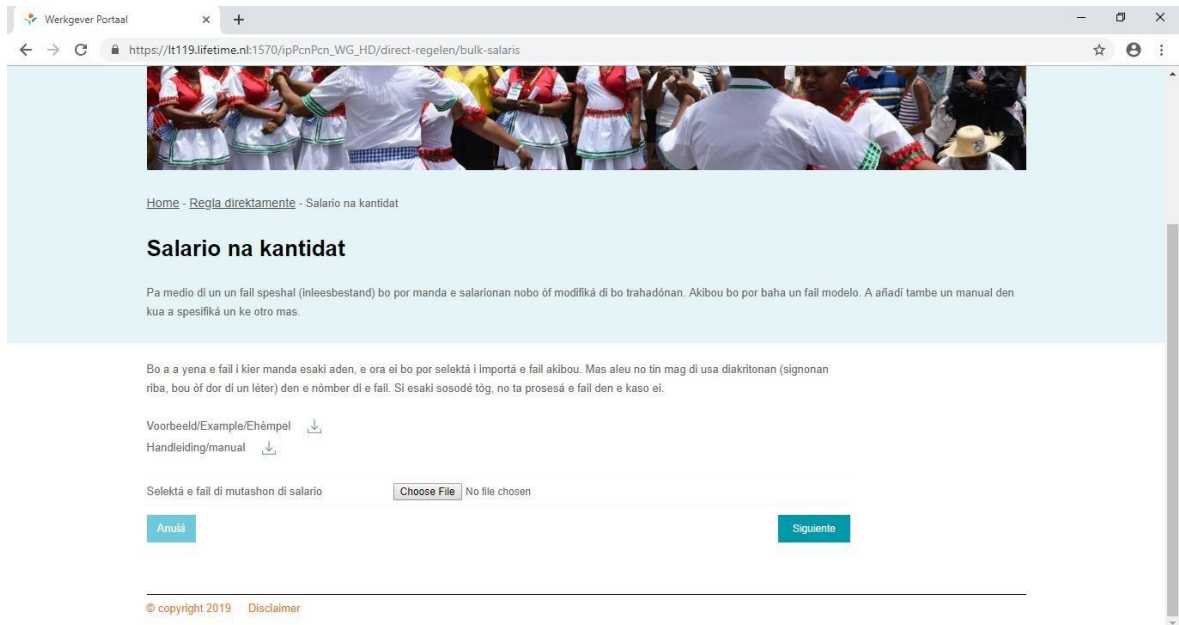 Werkgever Portaal
https://lt119.lifetime.nl:1570/ipPcnPcn_WG_HD/direct-regelen/bulk-salaris
Home - Regla direktamente - Salario na kantidat
Salario na kantidat
Pa medio di un un fail speshal (inleesbestand) bo por manda e salarionan nobo òf modifiká di bo trahadónan. Akibou bo por baha un fail modelo. A añadí tambe un manual den
kua a spesifiká un ke otro mas.
Bo a a yena e fail i kier manda esaki aden, e ora ei bo por selektá i importá e fail akibou. Mas aleu no tin mag di usa diakritonan (signonan
riba, bou òf dor di un lèter) den e nòmber di e fail. Si esaki sosodé tòg, no ta prosesá e fail den e kaso ei.
Voorbeeld/Example/Ehèmpel
Handleiding/manual
Selektá e fail di mutashon di salario Choose File No file chosen
Anulá Siguiente
© copyright 2019 Disclaimer